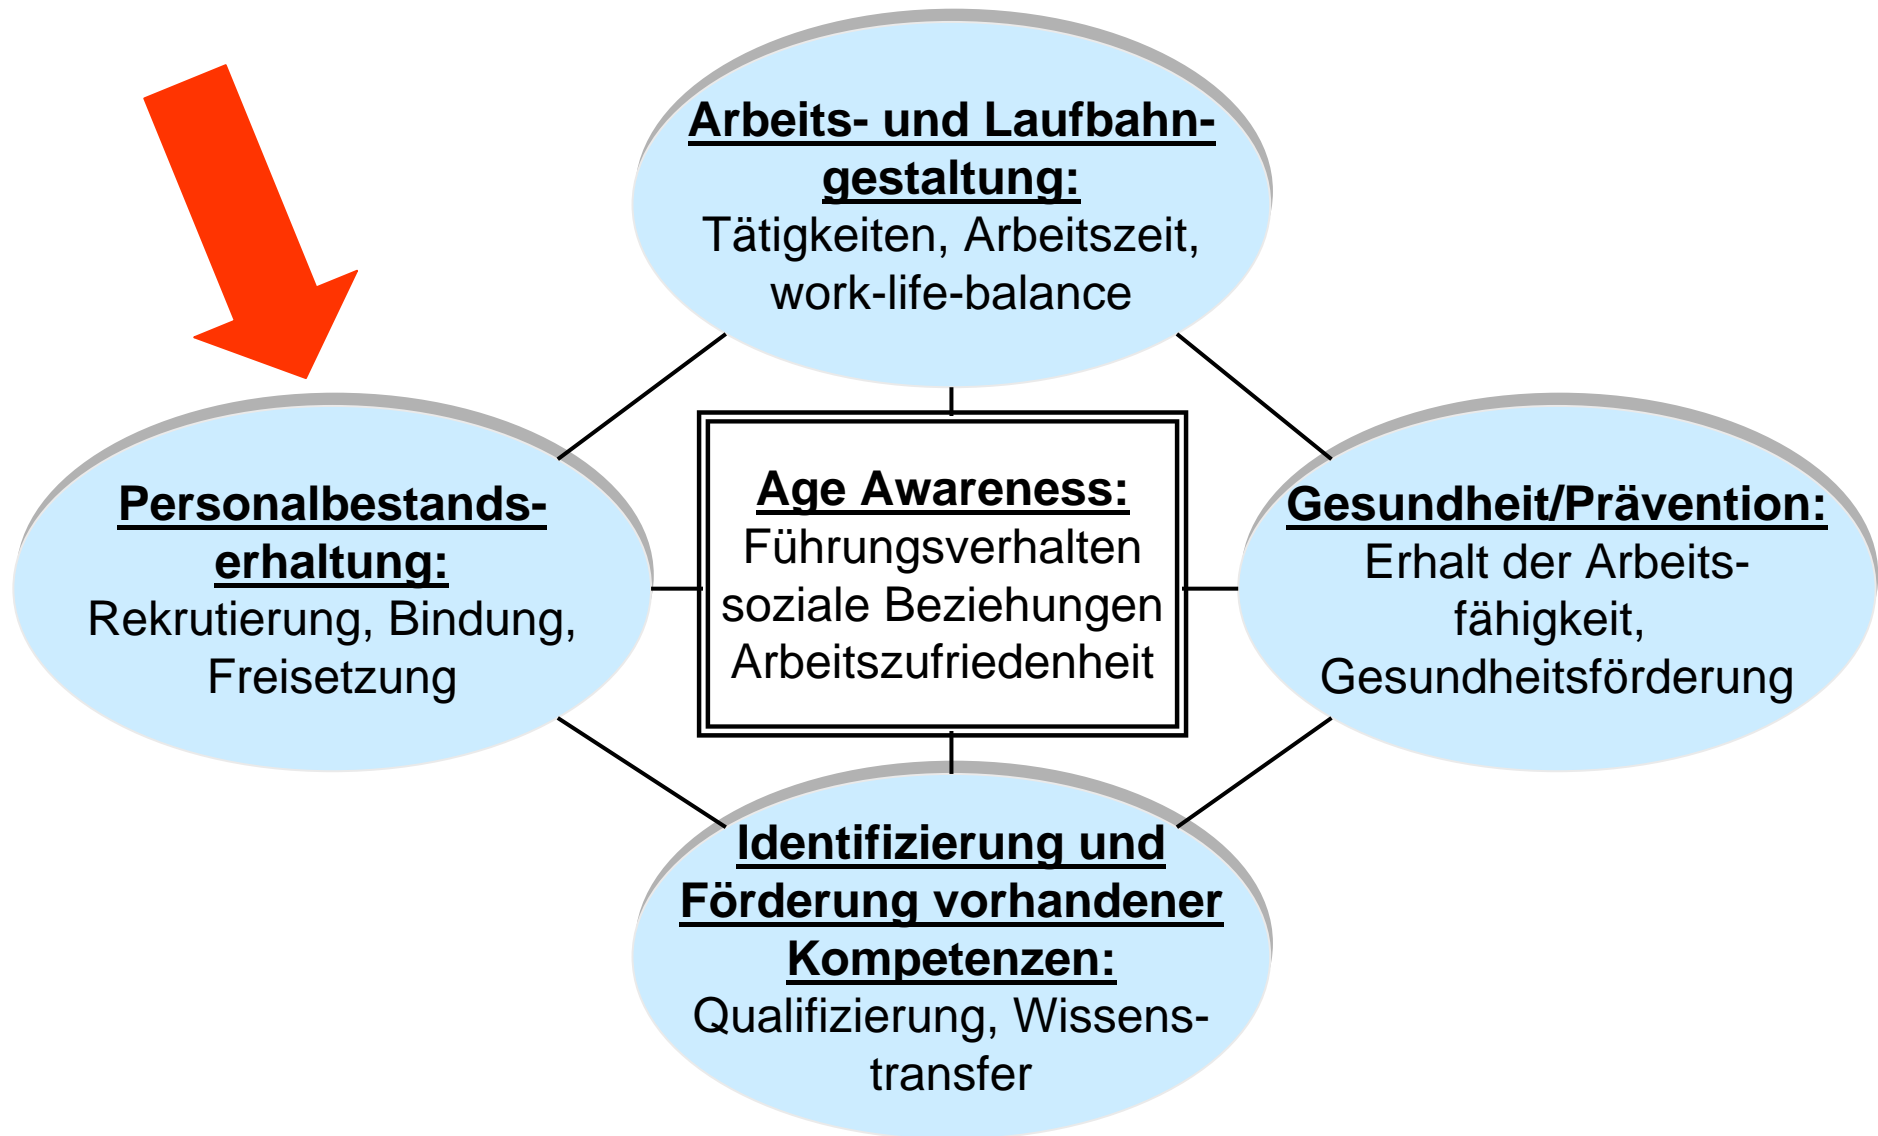 Arbeits- und Laufbahn-
gestaltung:
Tätigkeiten, Arbeitszeit,
work-life-balance
Personalbestands-
erhaltung:
Rekrutierung, Bindung,
Freisetzung
Age Awareness:
Führungsverhalten
soziale Beziehungen
Arbeitszufriedenheit
Gesundheit/Prävention:
Erhalt der Arbeits-
fähigkeit,
Gesundheitsförderung
Identifizierung und
Förderung vorhandener
Kompetenzen:
Qualifizierung, Wissens-
transfer